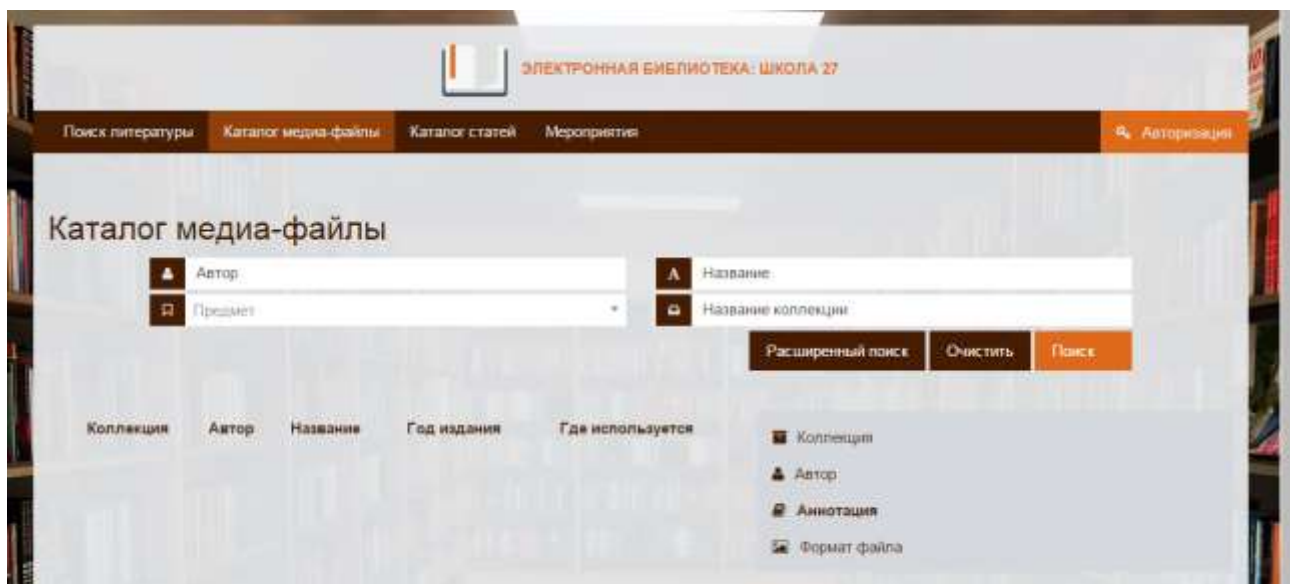 ЭЛЕКТРОННАЯ БИБЛИОТЕКА: ШКОЛА 27
Поиск литературы Каталог медиа-файлы Каталог статей Мероприятия Авторизация
Каталог медиа-файлы
Автор Название
Предмет Название коллекции
Расширенный поиск Очистить Поиск
Коллекция Автор Название Год издания Где используется
Коллекция
Автор
Аннотация
Формат файла